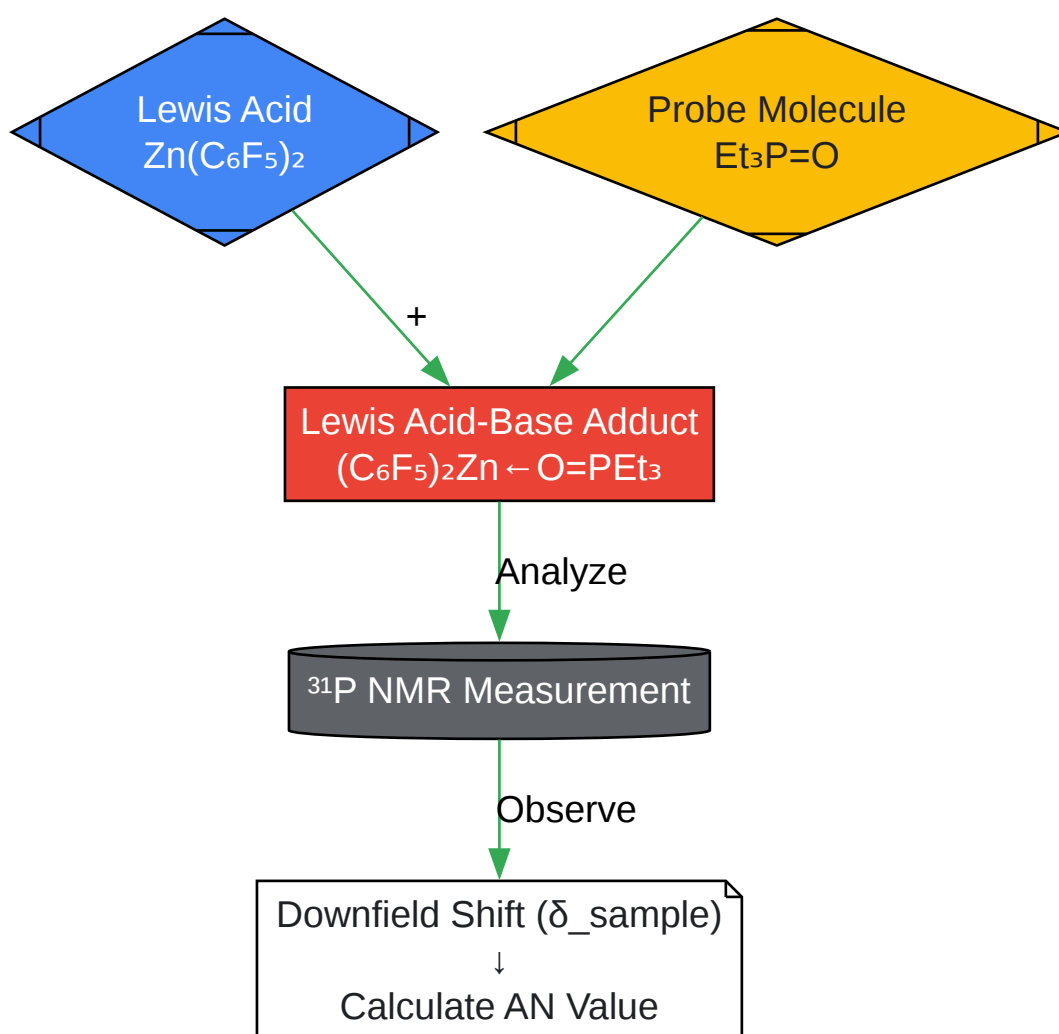 Lewis Acid
Zn(C₆F₅)₂
Probe Molecule
Et₃P=O
+
Lewis Acid-Base Adduct
(C₆F₅)₂Zn←O=PEt₃
Analyze
³¹P NMR Measurement
Observe
Downfield Shift (δ_sample)
↓
Calculate AN Value